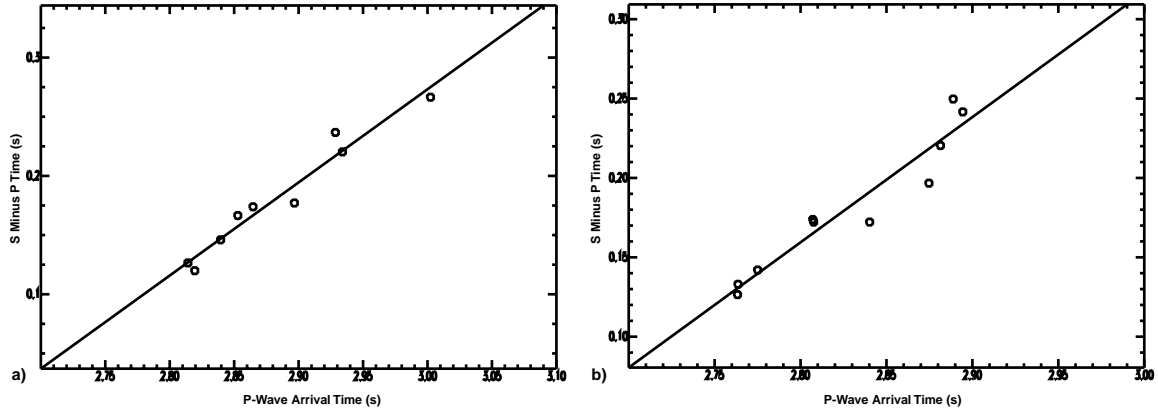 S Minus P Time (s)
0.3
0.2
0.1
2.75 2.80 2.85 2.90 2.95 3.00 3.05 3.10
a)
P-Wave Arrival Time (s)
S Minus P Time (s)
0.30
0.25
0.20
0.15
0.10
2.75 2.80 2.85 2.90 2.95 3.00
b)
P-Wave Arrival Time (s)